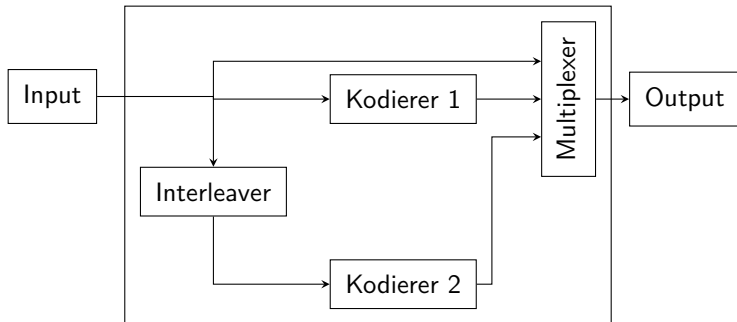 Input
Kodierer 1
Multiplexer
Output
Interleaver
Kodierer 2